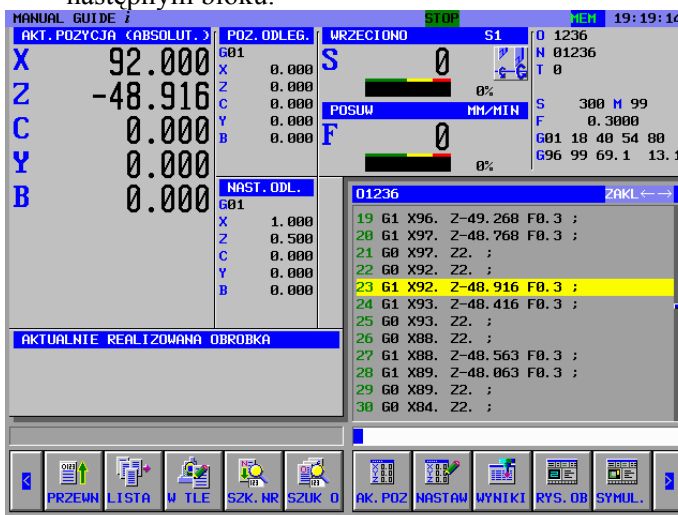 następnym bloku.
MANUAL GUIDE i STOP MEM 19:19:14
AKT.POZYCJA (ABSOLUT.)
X 92.000
Z -48.916
C 0.000
Y 0.000
B 0.000
POZ.ODLEG.
G01
X 0.000
Z 0.000
C 0.000
Y 0.000
B 0.000
NAST.ODL.
G01
X 1.000
Z 0.500
C 0.000
Y 0.000
B 0.000
WRZECIONO S1
S 0
0%
POSUW MM/MIN
F 0
0%
O 1236
N 01236
T 0
S 300 M 99
F 0.3000
G01 18 40 54 80
G96 99 69.1 13.1
O1236 ZAKL←→
19 G1 X96. Z-49.268 F0.3 ;
20 G1 X97. Z-48.768 F0.3 ;
21 G0 X97. Z2. ;
22 G0 X92. Z2. ;
23 G1 X92. Z-48.916 F0.3 ;
24 G1 X93. Z-48.416 F0.3 ;
25 G0 X93. Z2. ;
26 G0 X88. Z2. ;
27 G1 X88. Z-48.563 F0.3 ;
28 G1 X89. Z-48.063 F0.3 ;
29 G0 X89. Z2. ;
30 G0 X84. Z2. ;
AKTUALNIE REALIZOWANA OBROBKA
PRZEWN LISTA W TLE SZK.NR SZUK O AK.POZ NASTAW WYNIKI RYS.OB SYMUL.